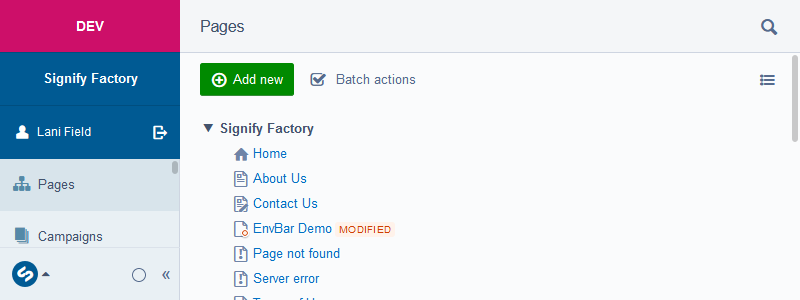 DEV
Signify Factory
Lani Field
Pages
Campaigns
Pages
Add new
Batch actions
Signify Factory
Home
About Us
Contact Us
EnvBar Demo MODIFIED
Page not found
Server error